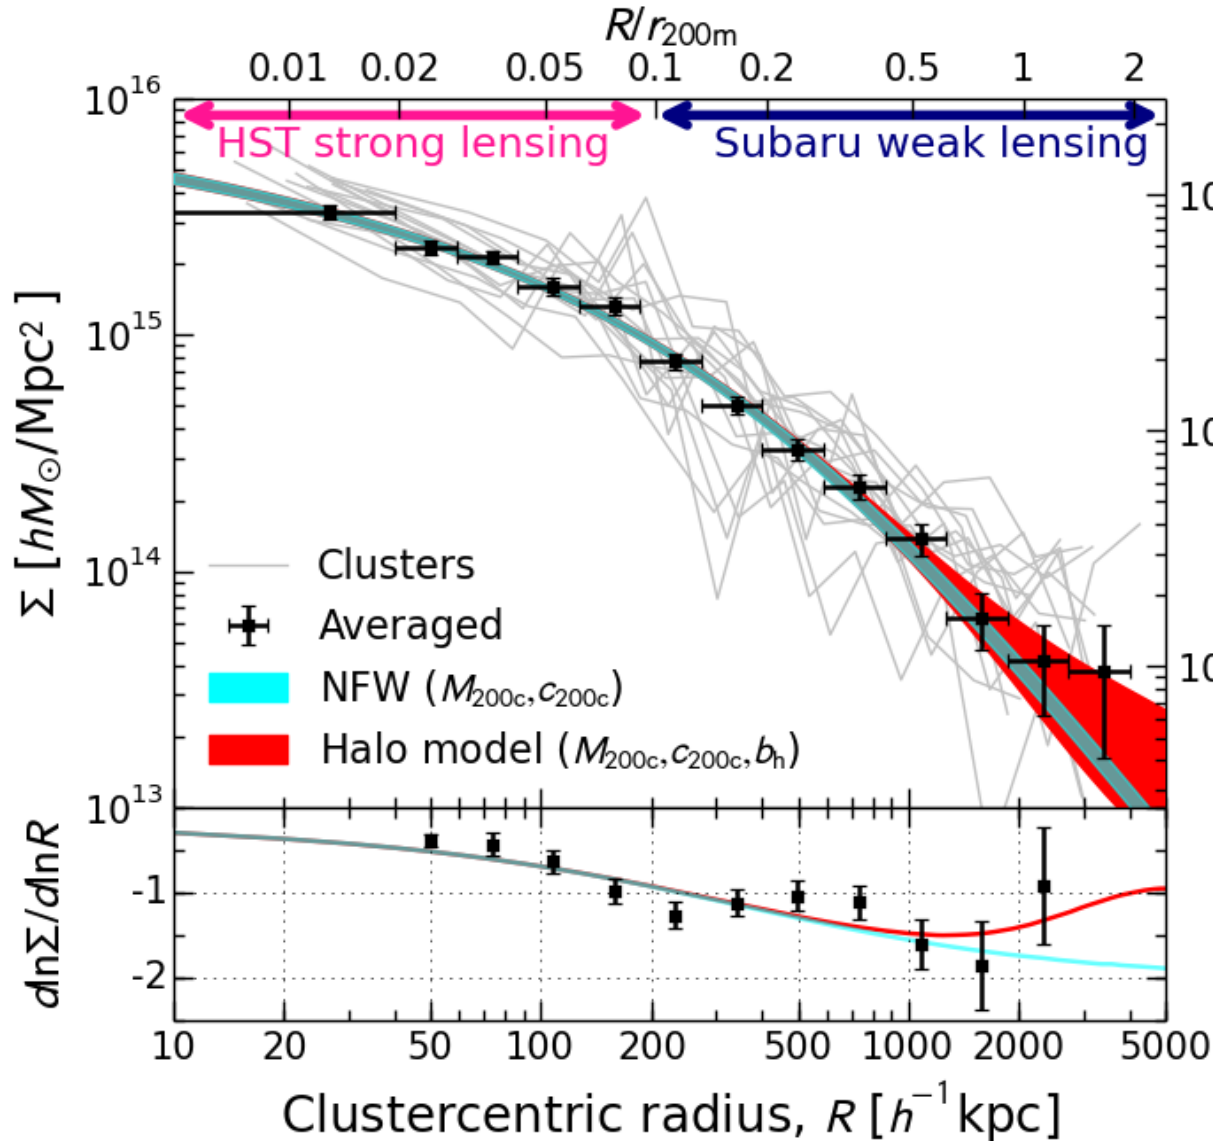 R/r200m
0.01 0.02 0.05 0.1 0.2 0.5 1 2
10^16
HST strong lensing Subaru weak lensing
10^15
Σ [hM⊙/Mpc²]
10^14
Clusters
Averaged
NFW (M200c,c200c)
Halo model (M200c,c200c,bh)
10^13
dlnΣ/dlnR
-1
-2
10 50 100 200 500 1000 2000 5000
Clustercentric radius, R [h^-1 kpc]